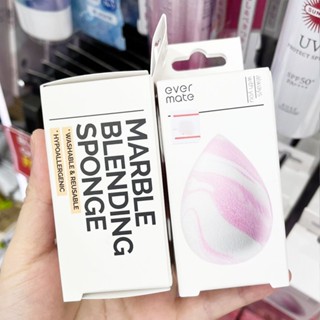 MARBLE
BLENDING
SPONGE
*WASHABLE & REUSABLE
*HYPOALLERGENIC
ever
mate
UV
SPF50+